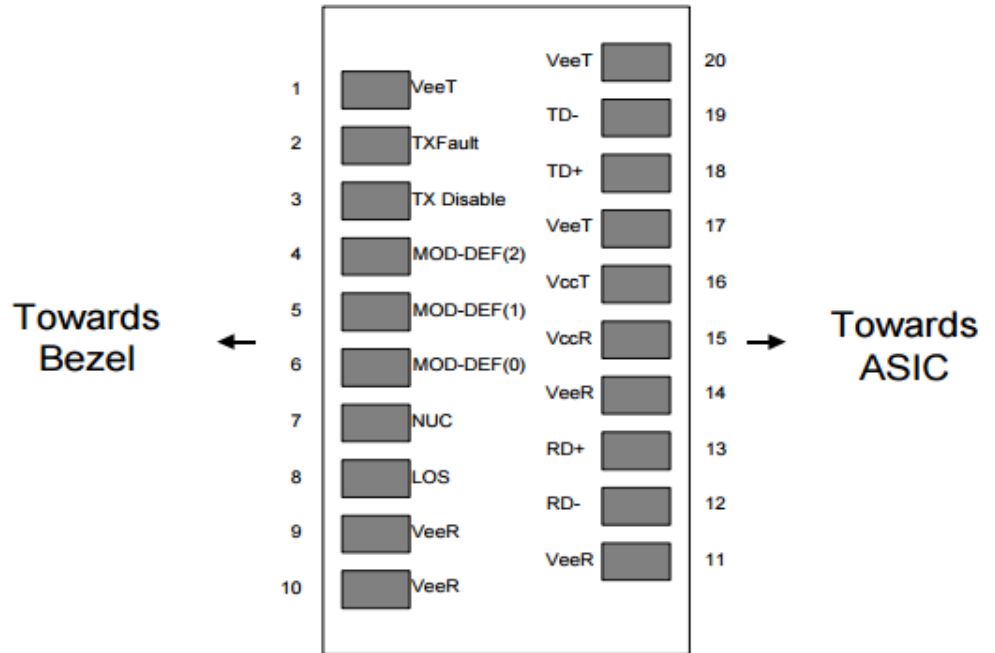 VeeT 20
1 VeeT
TD- 19
2 TXFault
TD+ 18
3 TX Disable
VeeT 17
4 MOD-DEF(2)
VccT 16
5 MOD-DEF(1)
Towards
Bezel
VccR 15
Towards
ASIC
6 MOD-DEF(0)
VeeR 14
7 NUC
RD+ 13
8 LOS
RD- 12
9 VeeR
VeeR 11
10 VeeR